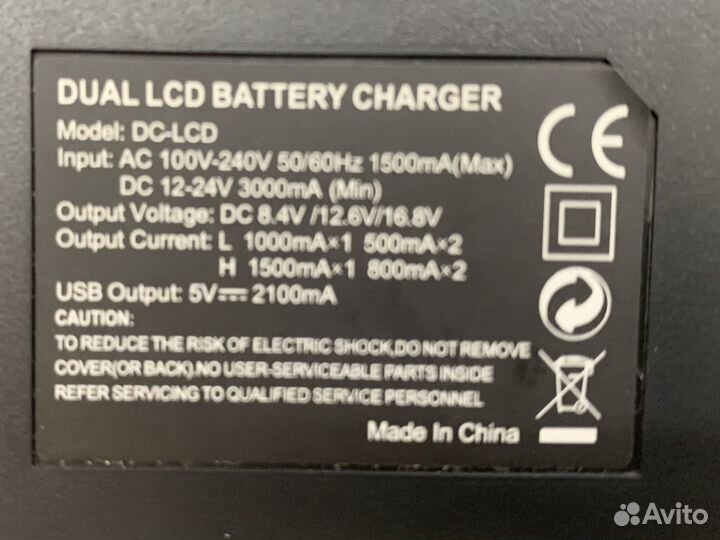 DUAL LCD BATTERY CHARGER
Model: DC-LCD
Input: AC 100V-240V 50/60Hz 1500mA(Max)
DC 12-24V 3000mA (Min)
Output Voltage: DC 8.4V /12.6V/16.8V
Output Current: L 1000mA×1 500mA×2
H 1500mA×1 800mA×2
USB Output: 5V⎓2100mA
CAUTION:
TO REDUCE THE RISK OF ELECTRIC SHOCK,DO NOT REMOVE
COVER(OR BACK).NO USER-SERVICEABLE PARTS INSIDE
REFER SERVICING TO QUALIFIED SERVICE PERSONNEL
Made In China
CE
Avito